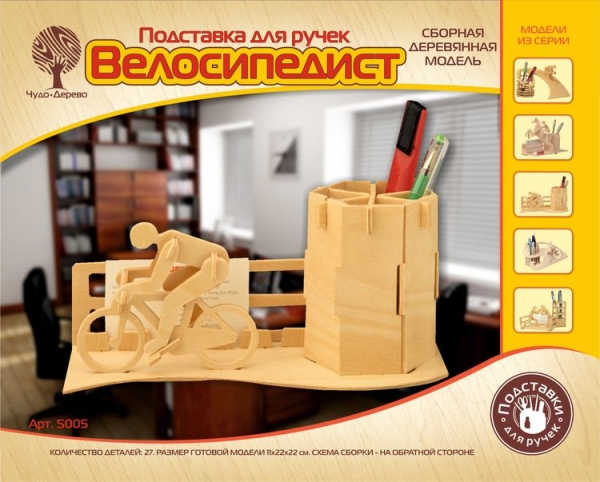 Подставка для ручек
Велосипедист
СБОРНАЯ
ДЕРЕВЯННАЯ
МОДЕЛЬ
МОДЕЛИ
ИЗ СЕРИИ
Чудо-Дерево
Арт. S005
Подставки
для ручек
КОЛИЧЕСТВО ДЕТАЛЕЙ: 27. РАЗМЕР ГОТОВОЙ МОДЕЛИ 11х22х22 см. СХЕМА СБОРКИ - НА ОБРАТНОЙ СТОРОНЕ